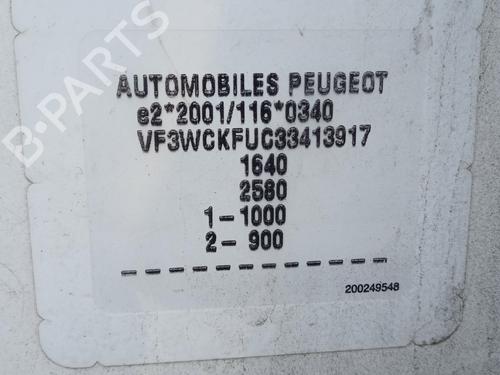 B-PARTS
AUTOMOBILES PEUGEOT
e2*2001/116*0340
VF3WCKFUC33413917
1640
2580
1-1000
2-900
200249548